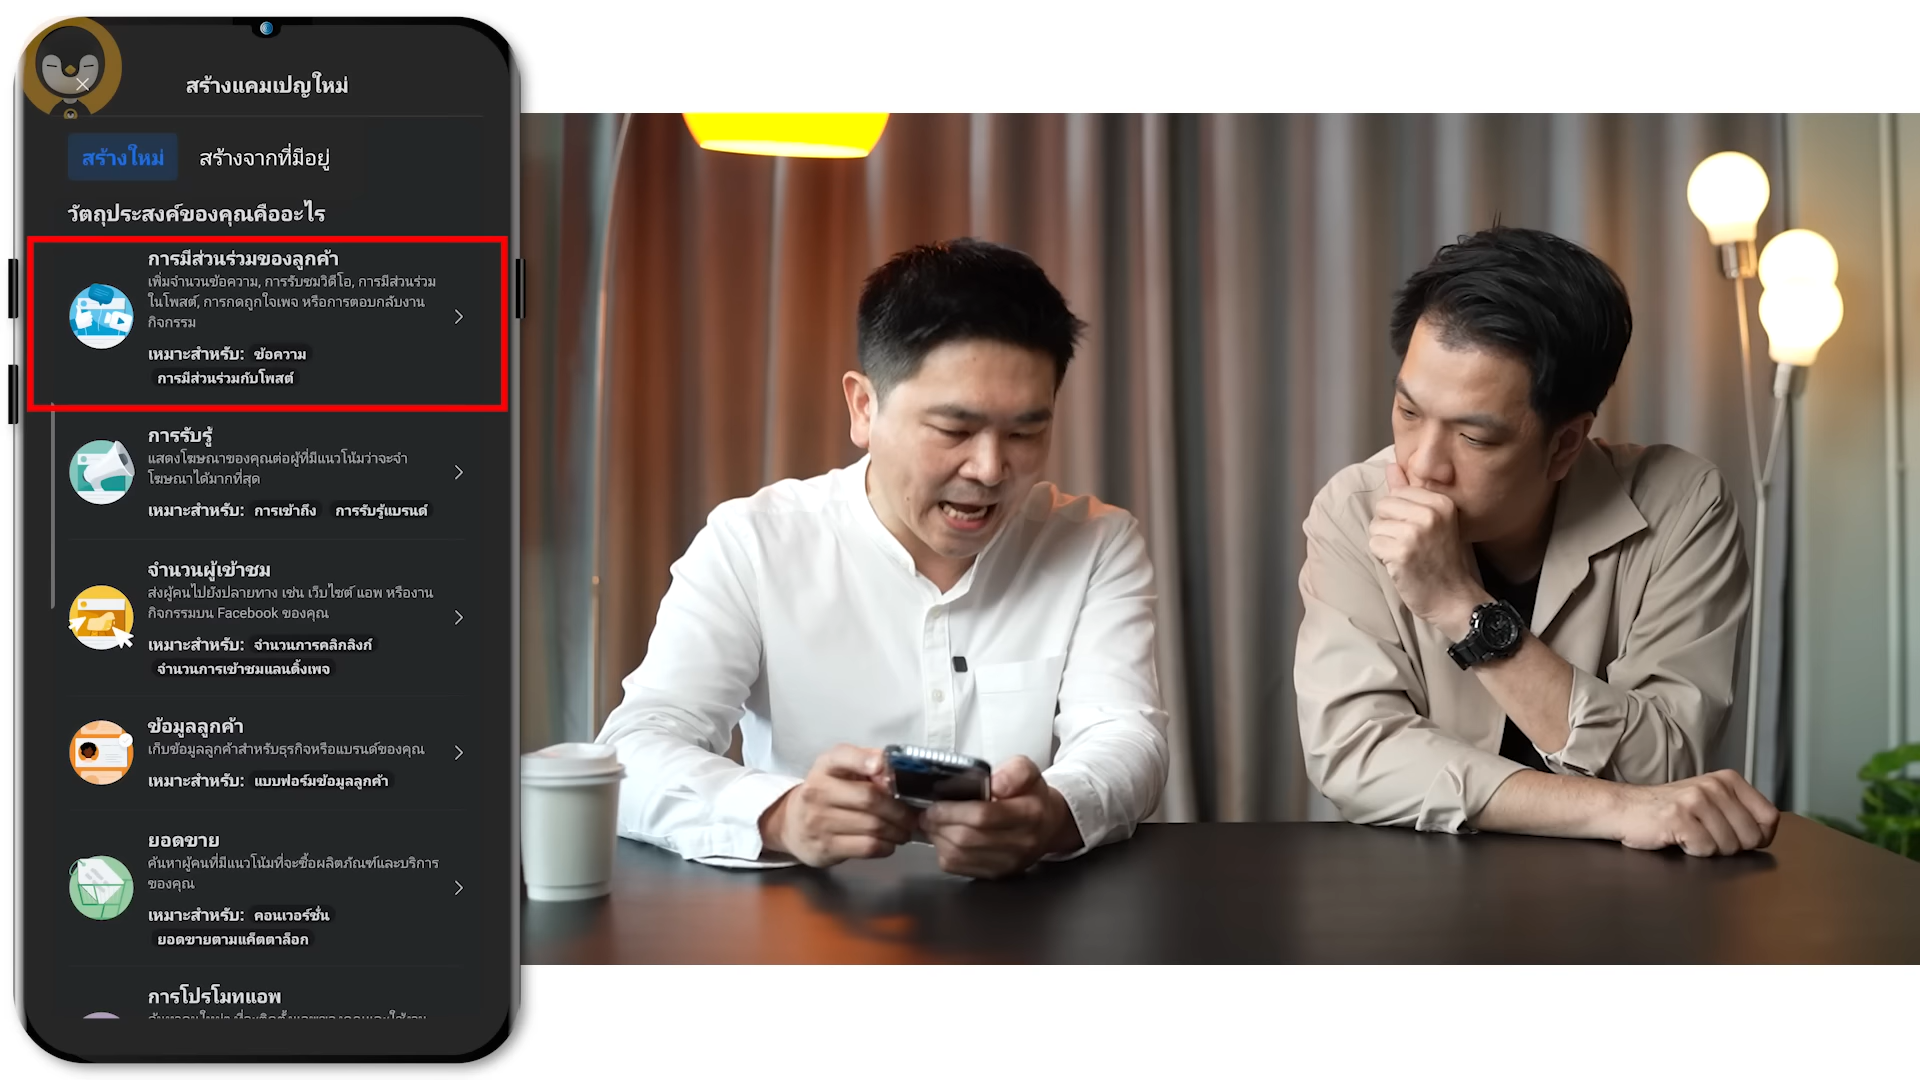 สร้างแคมเปญใหม่
สร้างใหม่
สร้างจากที่มีอยู่
วัตถุประสงค์ของคุณคืออะไร
การมีส่วนร่วมของลูกค้า
เพิ่มจำนวนข้อความ, การรับชมวิดีโอ, การมีส่วนร่วม
ในโพสต์, การกดถูกใจเพจ หรือการตอบกลับงาน
กิจกรรม
เหมาะสำหรับ: ข้อความ
การมีส่วนร่วมกับโพสต์
การรับรู้
แสดงโฆษณาของคุณต่อผู้ที่มีแนวโน้มว่าจะจำ
โฆษณาได้มากที่สุด
เหมาะสำหรับ: การเข้าถึง การรับรู้แบรนด์
จำนวนผู้เข้าชม
ส่งผู้คนไปยังปลายทาง เช่น เว็บไซต์ แอพ หรืองาน
กิจกรรมบน Facebook ของคุณ
เหมาะสำหรับ: จำนวนการคลิกลิงก์
จำนวนการเข้าชมแลนดิ้งเพจ
ข้อมูลลูกค้า
เก็บข้อมูลลูกค้าสำหรับธุรกิจหรือแบรนด์ของคุณ
เหมาะสำหรับ: แบบฟอร์มข้อมูลลูกค้า
ยอดขาย
ค้นหาผู้คนที่มีแนวโน้มที่จะซื้อผลิตภัณฑ์และบริการ
ของคุณ
เหมาะสำหรับ: คอนเวอร์ชั่น
ยอดขายตามแค็ตตาล็อก
การโปรโมทแอพ